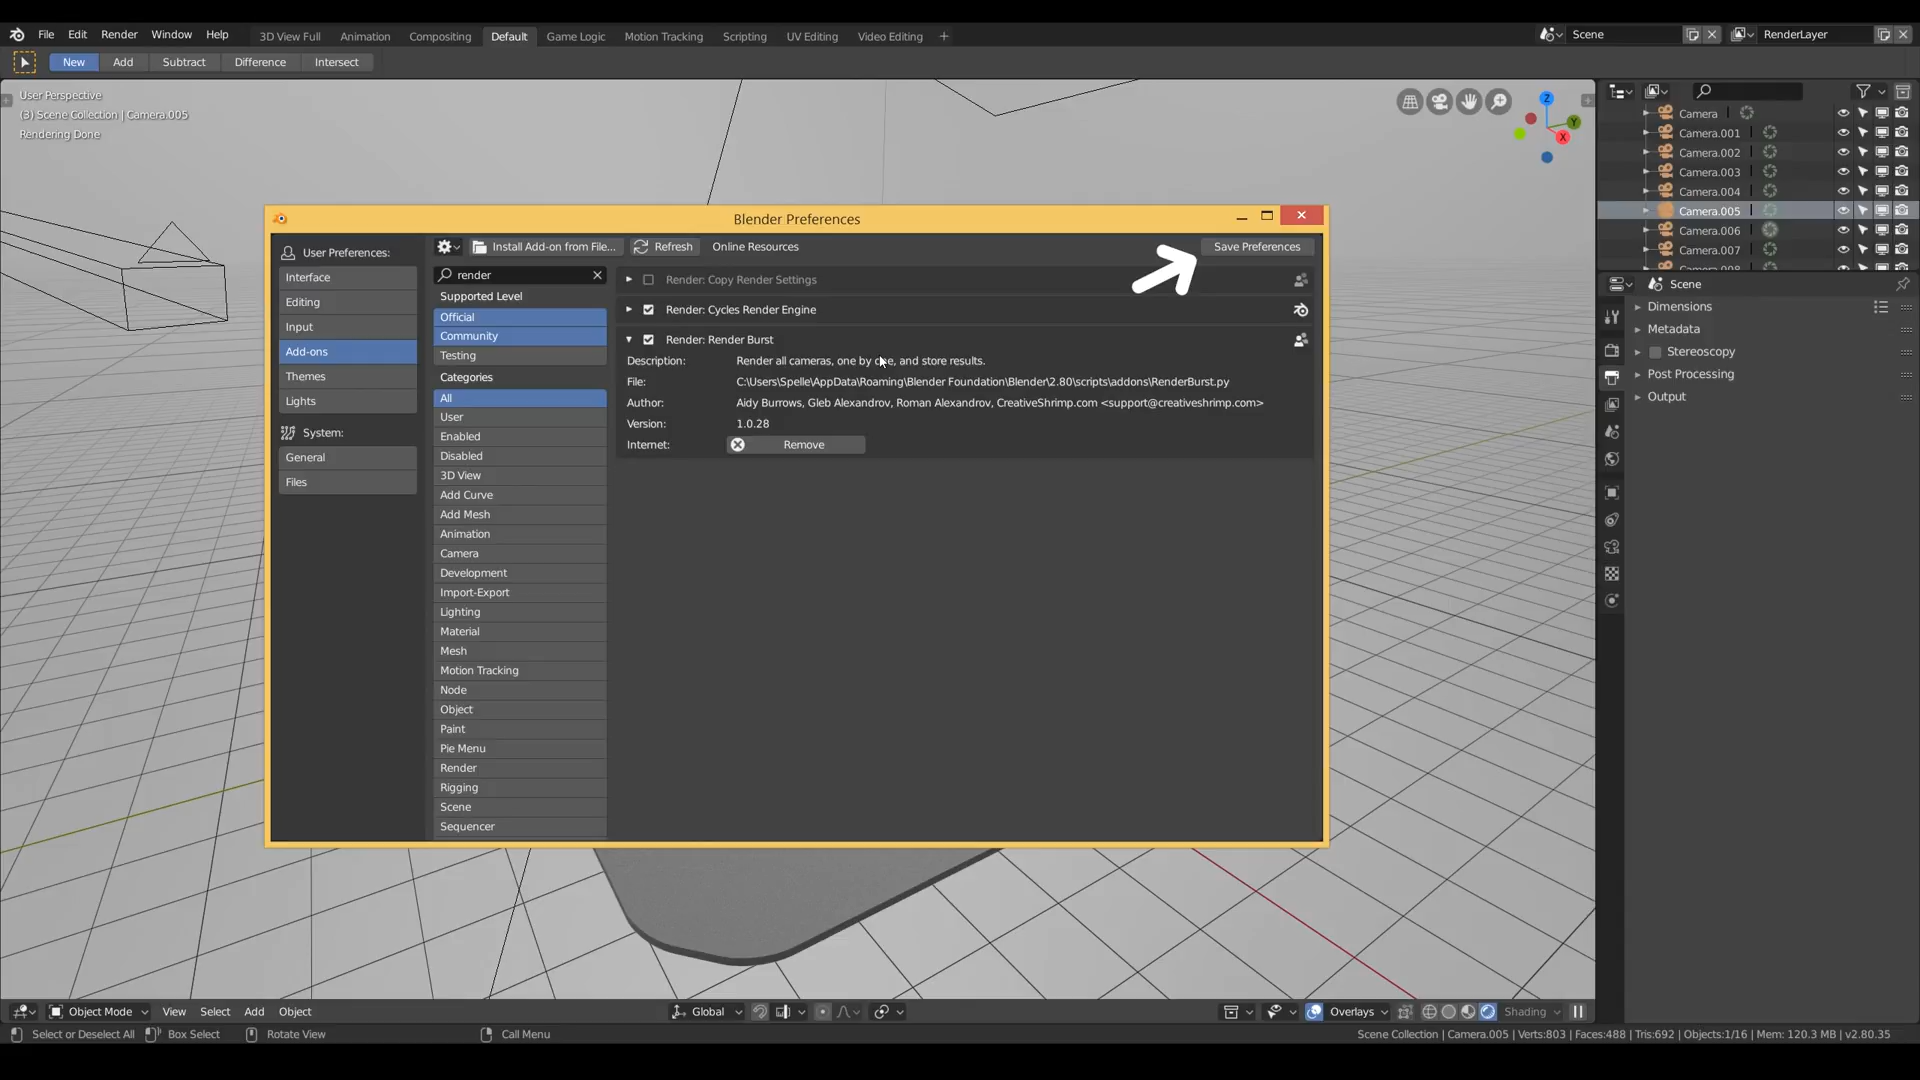 File Edit Render Window Help 3D View Full Animation Compositing Default Game Logic Motion Tracking Scripting UV Editing Video Editing + Scene RenderLayer
New Add Subtract Difference Intersect
User Perspective
(3) Scene Collection | Camera.005
Rendering Done
Z
Y
X
Camera
Camera.001
Camera.002
Camera.003
Camera.004
Camera.005
Camera.006
Camera.007
Scene
Dimensions
Metadata
Stereoscopy
Post Processing
Output
Blender Preferences
User Preferences:
Interface
Editing
Input
Add-ons
Themes
Lights
System:
General
Files
Install Add-on from File... Refresh Online Resources Save Preferences
render
Supported Level
Official
Community
Testing
Categories
All
User
Enabled
Disabled
3D View
Add Curve
Add Mesh
Animation
Camera
Development
Import-Export
Lighting
Material
Mesh
Motion Tracking
Node
Object
Paint
Pie Menu
Render
Rigging
Scene
Sequencer
Render: Copy Render Settings
Render: Cycles Render Engine
Render: Render Burst
Description: Render all cameras, one by one, and store results.
File: C:\Users\Spelle\AppData\Roaming\Blender Foundation\Blender\2.80\scripts\addons\RenderBurst.py
Author: Aidy Burrows, Gleb Alexandrov, Roman Alexandrov, CreativeShrimp.com <support@creativeshrimp.com>
Version: 1.0.28
Internet: Remove
Object Mode View Select Add Object Global Overlays Shading
Select or Deselect All Box Select Rotate View Call Menu Scene Collection | Camera.005 | Verts:803 | Faces:488 | Tris:692 | Objects:1/16 | Mem: 120.3 MB | v2.80.35